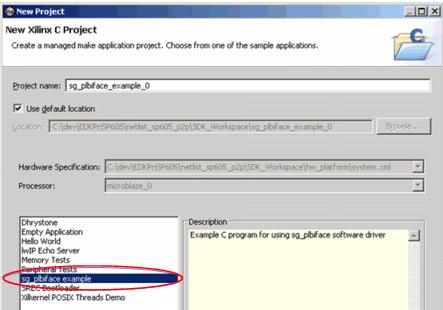 New Project
New Xilinx C Project
Create a managed make application project. Choose from one of the sample applications.
Project name: sg_plbiface_example_0
Use default location
Location: C:\dev\EDKPrj\SP605\netlist_sp605_p2p\SDK_Workspace\sg_plbiface_example_0 Browse...
Hardware Specification: C:\dev\EDKPrj\SP605\netlist_sp605_p2p\SDK_Workspace\hw_platform\system.xml
Processor: microblaze_0
Dhrystone
Empty Application
Hello World
lwIP Echo Server
Memory Tests
Peripheral Tests
sg_plbiface example
SREC Bootloader
Xilkernel POSIX Threads Demo
Description
Example C program for using sg_plbiface software driver